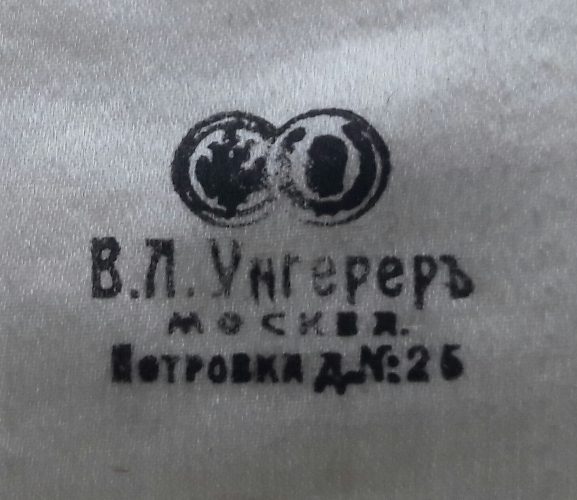 В.Л. Унгереръ
МОСКВА.
Петровка д.№:25